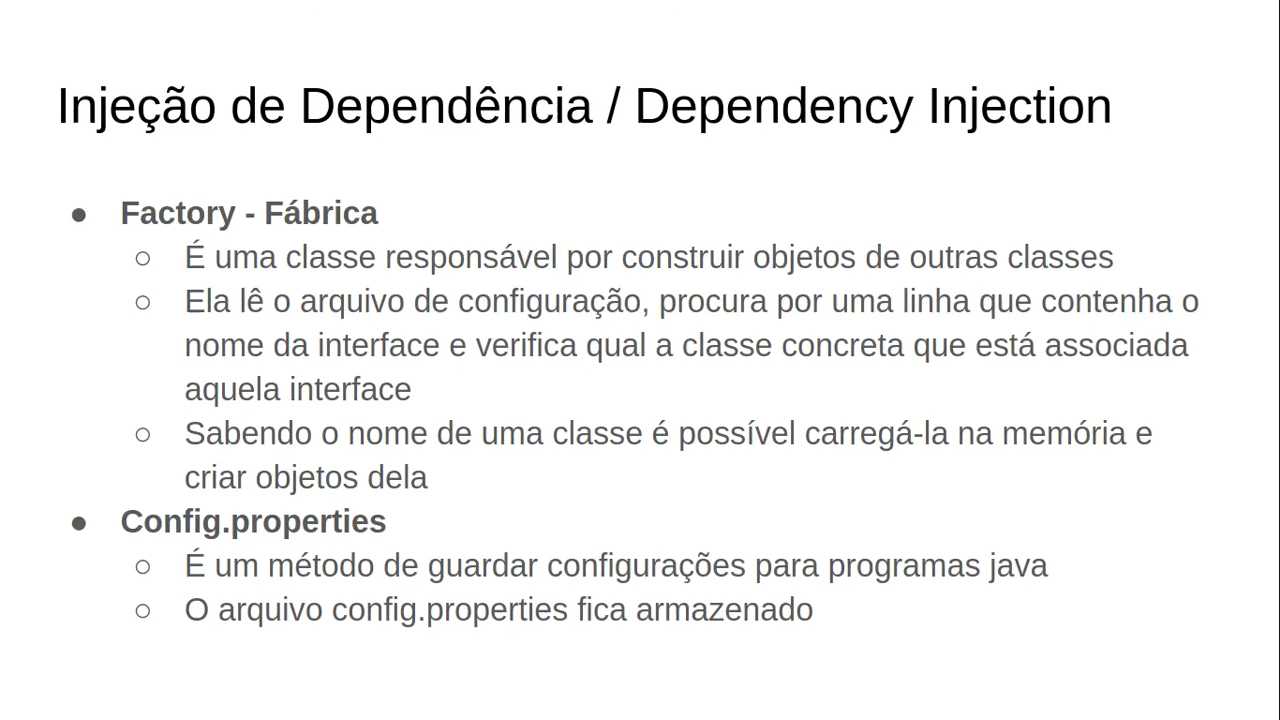 Injeção de Dependência / Dependency Injection
● Factory - Fábrica
○ É uma classe responsável por construir objetos de outras classes
○ Ela lê o arquivo de configuração, procura por uma linha que contenha o
nome da interface e verifica qual a classe concreta que está associada
aquela interface
○ Sabendo o nome de uma classe é possível carregá-la na memória e
criar objetos dela
● Config.properties
○ É um método de guardar configurações para programas java
○ O arquivo config.properties fica armazenado